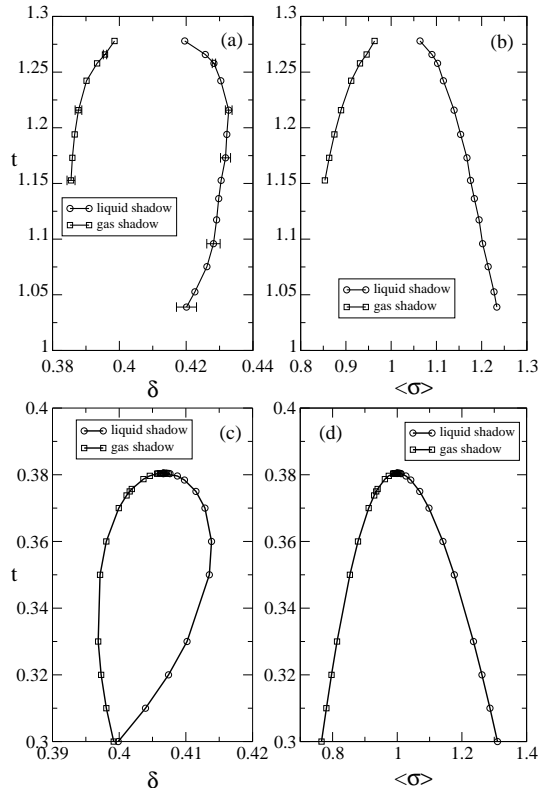 1.3
1.25
1.2
1.15
1.1
1.05
1
t
(a)
liquid shadow
gas shadow
0.38 0.4 0.42 0.44
δ
1.3
1.25
1.2
1.15
1.1
1.05
1
(b)
liquid shadow
gas shadow
0.8 0.9 1 1.1 1.2 1.3
<σ>
0.4
0.38
0.36
0.34
0.32
0.3
t
liquid shadow
gas shadow
(c)
0.39 0.4 0.41 0.42
δ
0.4
0.38
0.36
0.34
0.32
0.3
(d)
liquid shadow
gas shadow
0.8 1 1.2 1.4
<σ>